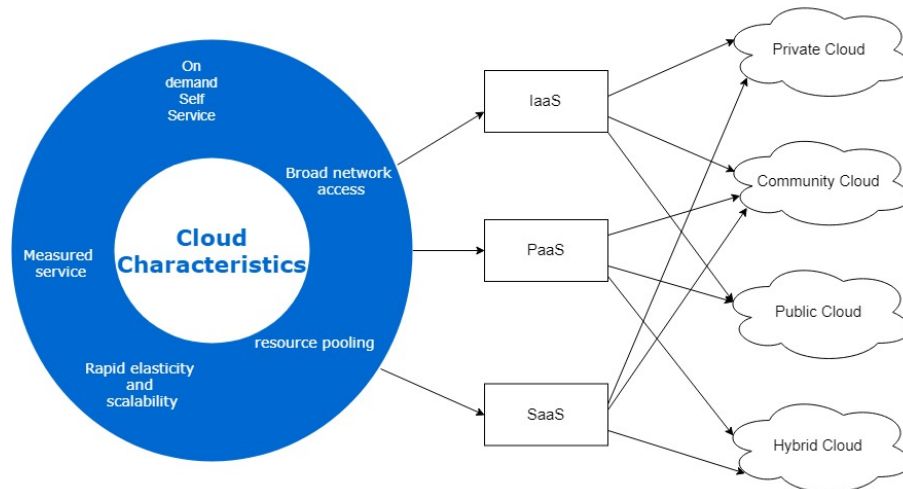 On
demand
Self
Service
Broad network
access
resource pooling
Rapid elasticity
and
scalability
Measured
service
Cloud
Characteristics
IaaS
PaaS
SaaS
Private Cloud
Community Cloud
Public Cloud
Hybrid Cloud